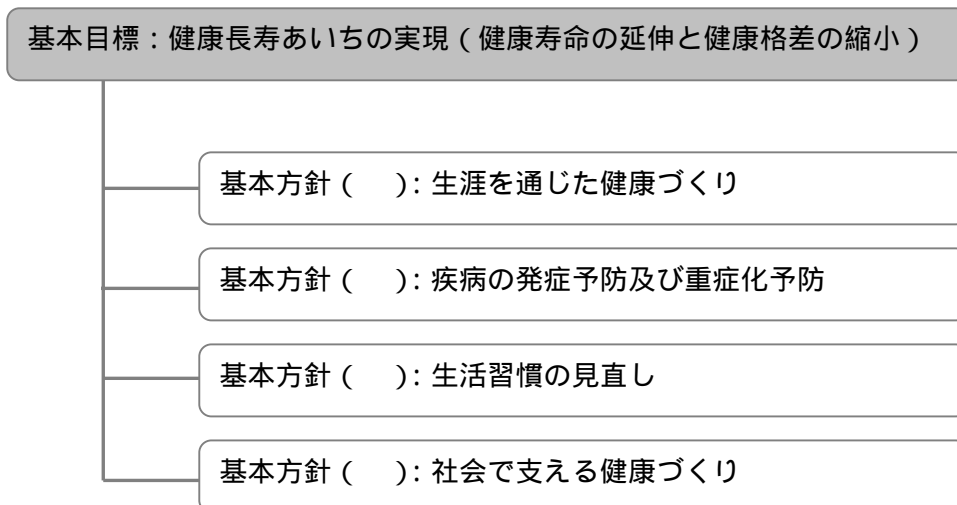 基本目標：健康長寿あいちの実現（健康寿命の延伸と健康格差の縮小）
基本方針（　）：生涯を通じた健康づくり
基本方針（　）：疾病の発症予防及び重症化予防
基本方針（　）：生活習慣の見直し
基本方針（　）：社会で支える健康づくり